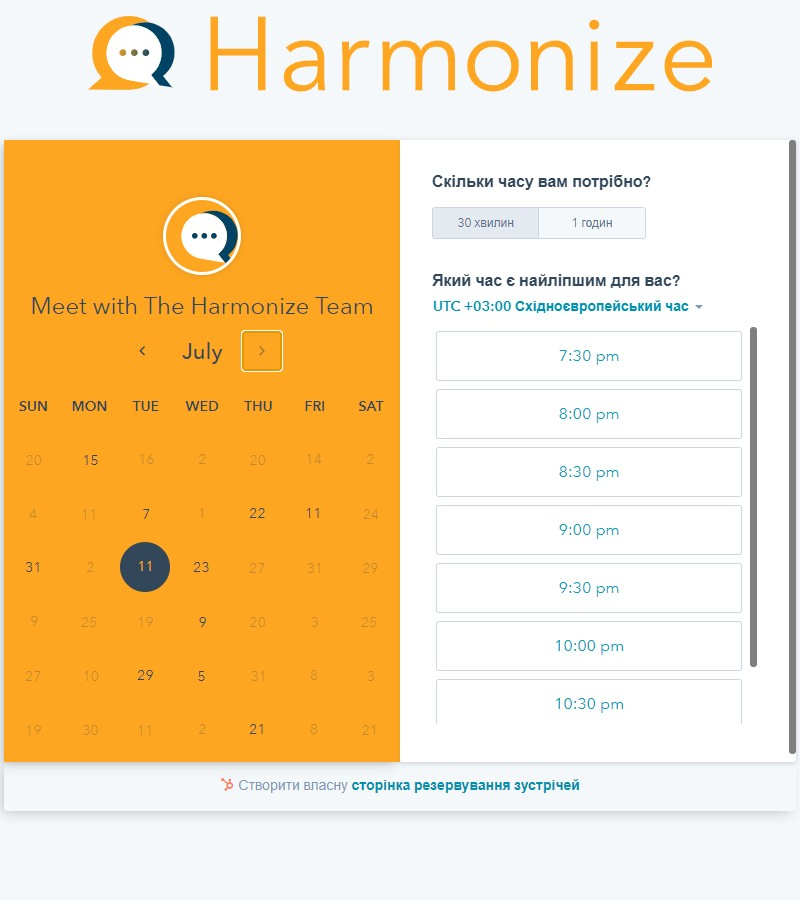 Harmonize
Meet with The Harmonize Team
July
SUN MON TUE WED THU FRI SAT
20 15 16 2 20 14 2
4 11 7 1 22 11 24
31 2 11 23 27 31 29
9 25 19 9 20 3 25
27 10 29 5 31 8 3
19 30 11 2 21 8 21
Скільки часу вам потрібно?
30 хвилин 1 годин
Який час є найліпшим для вас?
UTC +03:00 Східноєвропейський час
7:30 pm
8:00 pm
8:30 pm
9:00 pm
9:30 pm
10:00 pm
10:30 pm
Створити власну сторінка резервування зустрічей